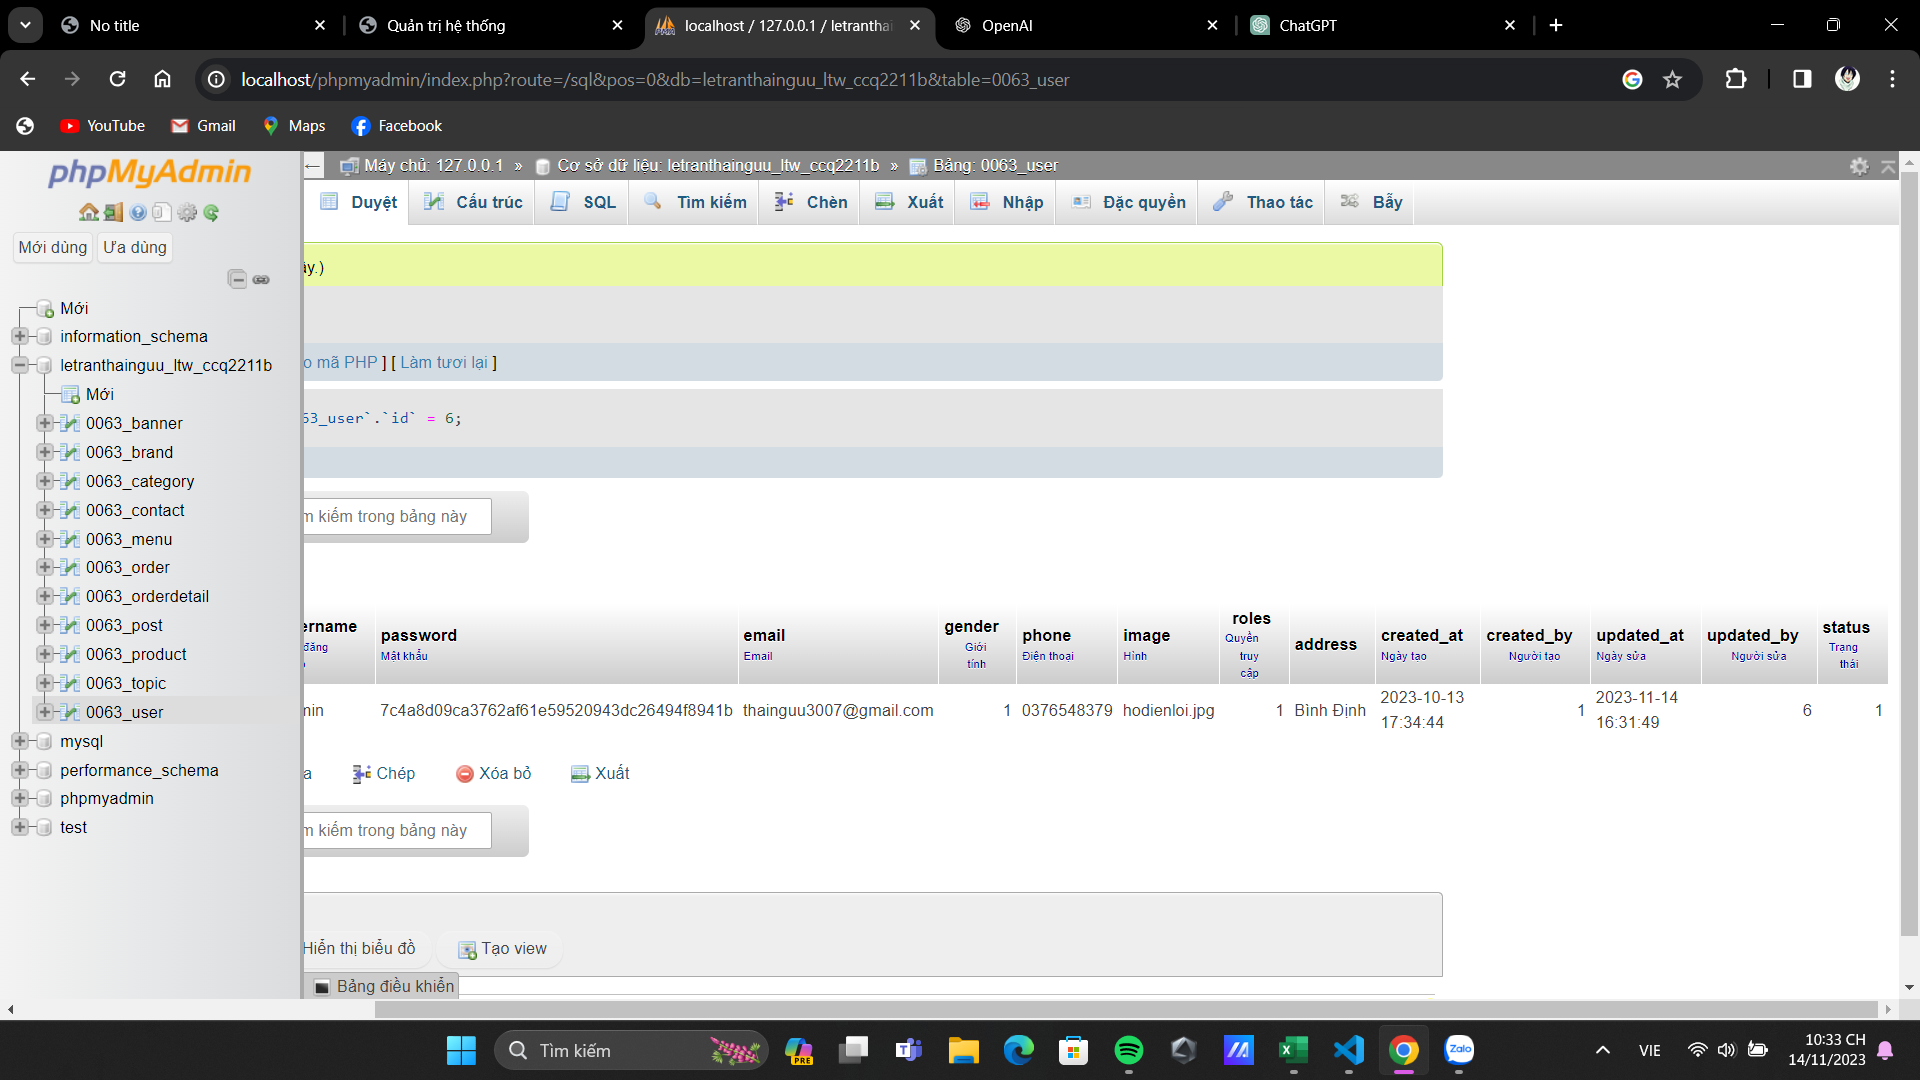 No title
Quản trị hệ thống
localhost / 127.0.0.1 / letranthai
OpenAI
ChatGPT
localhost/phpmyadmin/index.php?route=/sql&pos=0&db=letranthainguu_ltw_ccq2211b&table=0063_user
YouTube
Gmail
Maps
Facebook
phpMyAdmin
Mới dùng
Ưa dùng
Mới
information_schema
letranthainguu_ltw_ccq2211b
Mới
0063_banner
0063_brand
0063_category
0063_contact
0063_menu
0063_order
0063_orderdetail
0063_post
0063_product
0063_topic
0063_user
mysql
performance_schema
phpmyadmin
test
Máy chủ: 127.0.0.1 » Cơ sở dữ liệu: letranthainguu_ltw_ccq2211b » Bảng: 0063_user
Duyệt
Cấu trúc
SQL
Tìm kiếm
Chèn
Xuất
Nhập
Đặc quyền
Thao tác
Bẫy
ày.)
o mã PHP ] [ Làm tươi lại ]
63_user`.`id` = 6;
m kiếm trong bảng này
ername
đăng
password
Mật khẩu
email
Email
gender
Giới
tính
phone
Điện thoại
image
Hình
roles
Quyền
truy
cập
address
created_at
Ngày tạo
created_by
Người tạo
updated_at
Ngày sửa
updated_by
Người sửa
status
Trạng
thái
min
7c4a8d09ca3762af61e59520943dc26494f8941b
thainguu3007@gmail.com
1
0376548379
hodienloi.jpg
1
Bình Định
2023-10-13
17:34:44
1
2023-11-14
16:31:49
6
1
a
Chép
Xóa bỏ
Xuất
m kiếm trong bảng này
Hiển thị biểu đồ
Tạo view
Bảng điều khiển
Tìm kiếm
PRE
Zalo
VIE
10:33 CH
14/11/2023